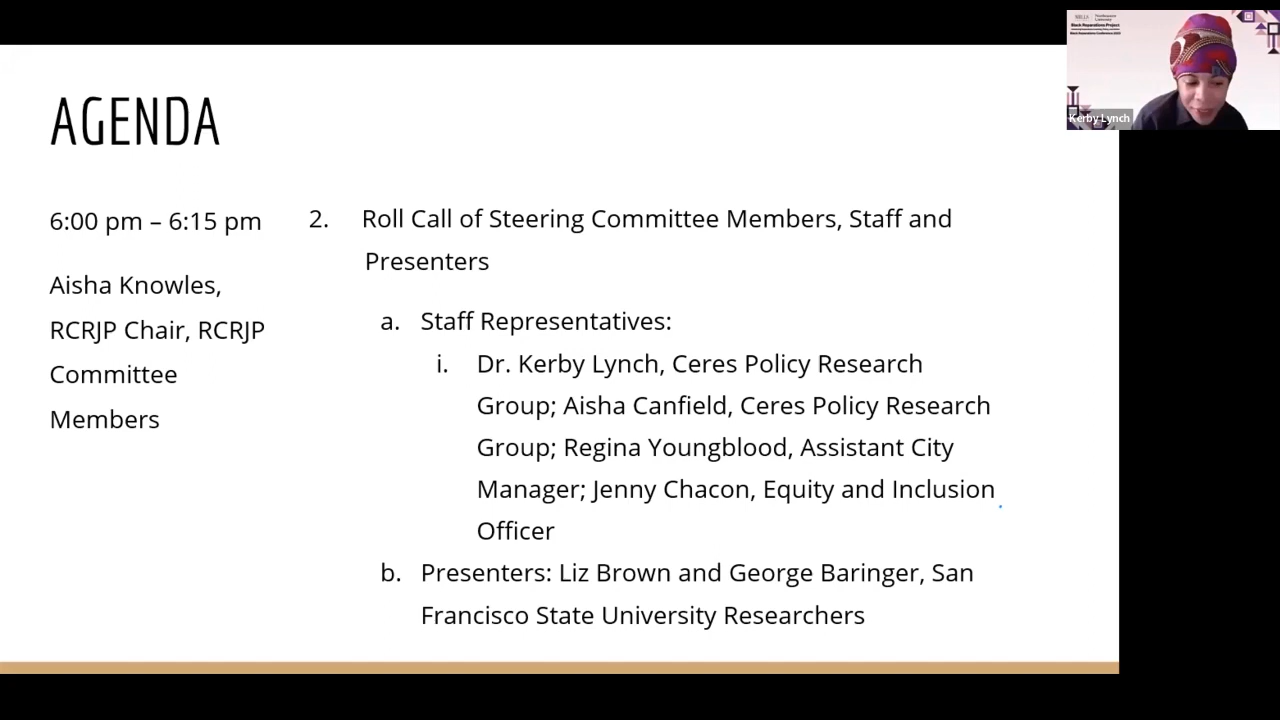 AGENDA
6:00 pm – 6:15 pm
Aisha Knowles,
RCRJP Chair, RCRJP
Committee
Members
2. Roll Call of Steering Committee Members, Staff and
Presenters
a. Staff Representatives:
i. Dr. Kerby Lynch, Ceres Policy Research
Group; Aisha Canfield, Ceres Policy Research
Group; Regina Youngblood, Assistant City
Manager; Jenny Chacon, Equity and Inclusion
Officer
b. Presenters: Liz Brown and George Baringer, San
Francisco State University Researchers
Black Reparations Project
Kerby Lynch